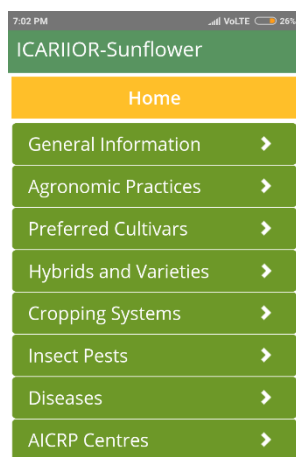 7:02 PM VoLTE 26%
ICARIIOR-Sunflower
Home
General Information
Agronomic Practices
Preferred Cultivars
Hybrids and Varieties
Cropping Systems
Insect Pests
Diseases
AICRP Centres